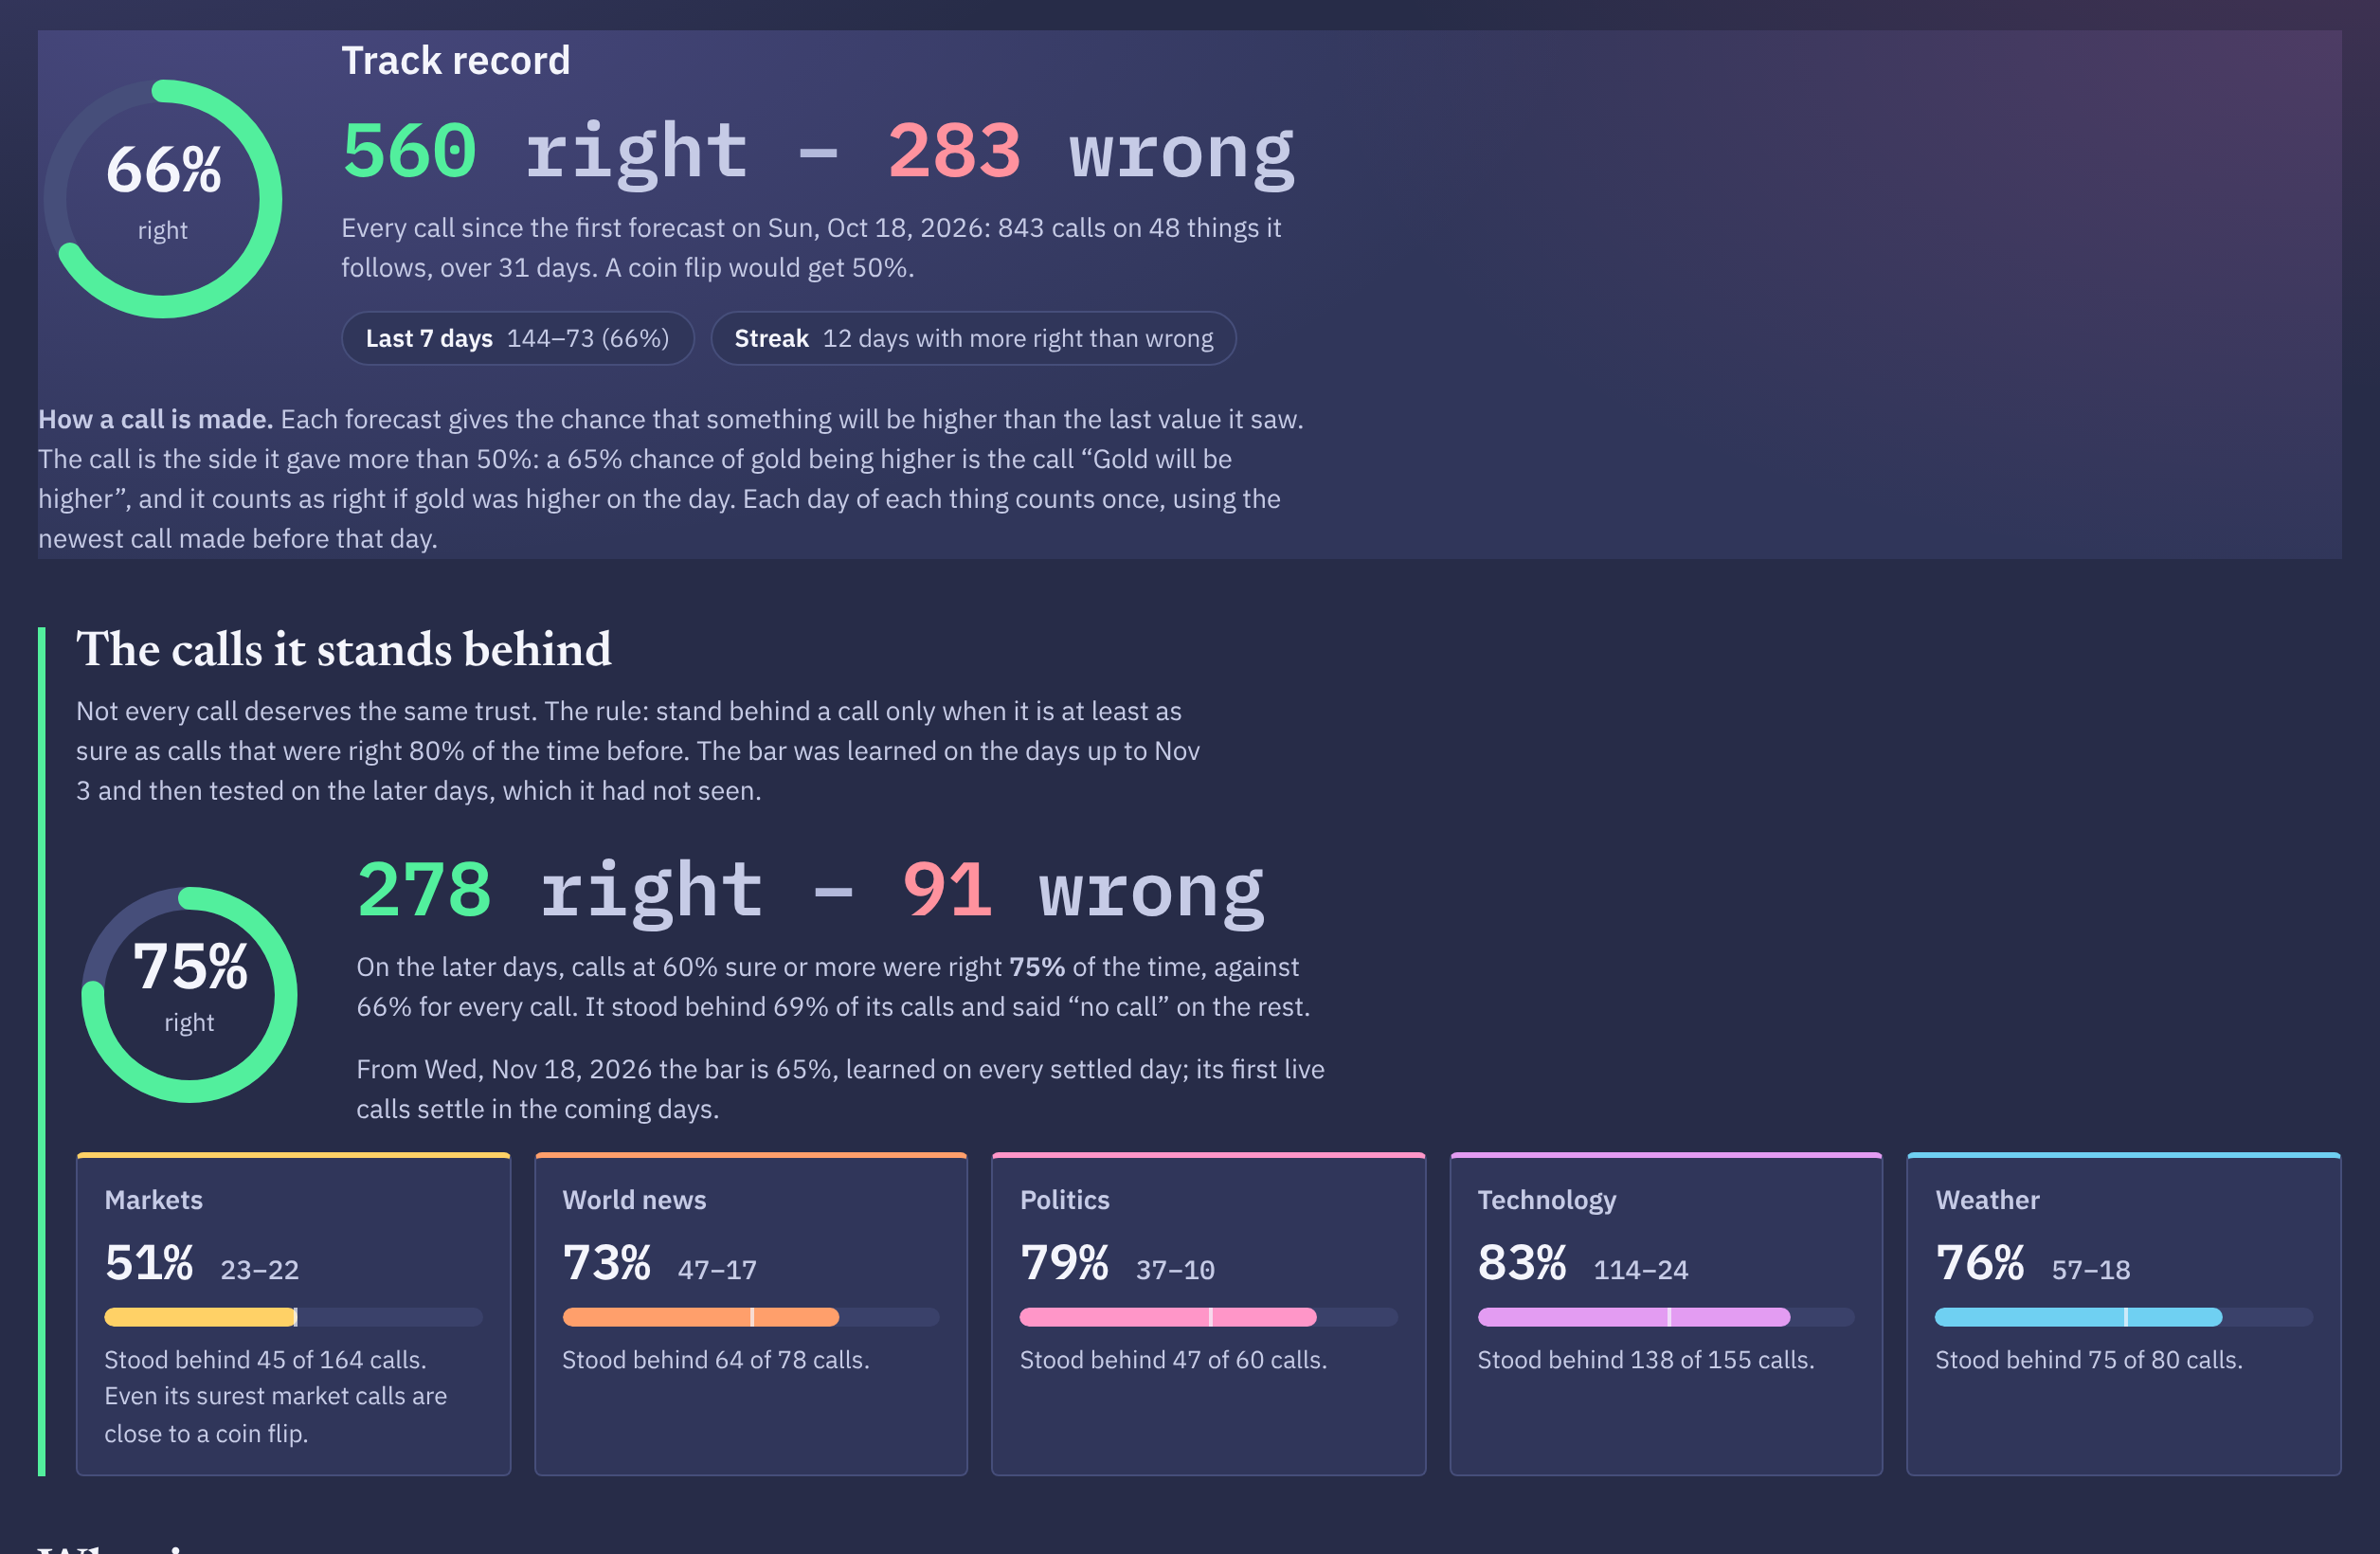 Track record
66%
right
560 right – 283 wrong
Every call since the first forecast on Sun, Oct 18, 2026: 843 calls on 48 things it
follows, over 31 days. A coin flip would get 50%.
Last 7 days 144–73 (66%)
Streak 12 days with more right than wrong
How a call is made. Each forecast gives the chance that something will be higher than the last value it saw.
The call is the side it gave more than 50%: a 65% chance of gold being higher is the call “Gold will be
higher”, and it counts as right if gold was higher on the day. Each day of each thing counts once, using the
newest call made before that day.
The calls it stands behind
Not every call deserves the same trust. The rule: stand behind a call only when it is at least as
sure as calls that were right 80% of the time before. The bar was learned on the days up to Nov
3 and then tested on the later days, which it had not seen.
75%
right
278 right – 91 wrong
On the later days, calls at 60% sure or more were right 75% of the time, against
66% for every call. It stood behind 69% of its calls and said “no call” on the rest.
From Wed, Nov 18, 2026 the bar is 65%, learned on every settled day; its first live
calls settle in the coming days.
Markets
51% 23–22
Stood behind 45 of 164 calls.
Even its surest market calls are
close to a coin flip.
World news
73% 47–17
Stood behind 64 of 78 calls.
Politics
79% 37–10
Stood behind 47 of 60 calls.
Technology
83% 114–24
Stood behind 138 of 155 calls.
Weather
76% 57–18
Stood behind 75 of 80 calls.